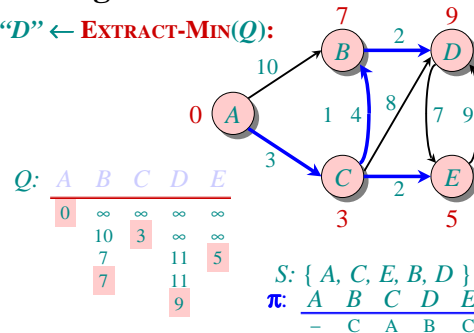 “D” ← EXTRACT-MIN(Q):
7 9
B 2 D
10
0 A 1 4 8 7 9
3
C 2 E
3 5
Q: A B C D E
0 ∞ ∞ ∞ ∞
10 3 ∞ ∞
7 11 5
7 11
9
S: { A, C, E, B, D }
π: A B C D E
– C A B C